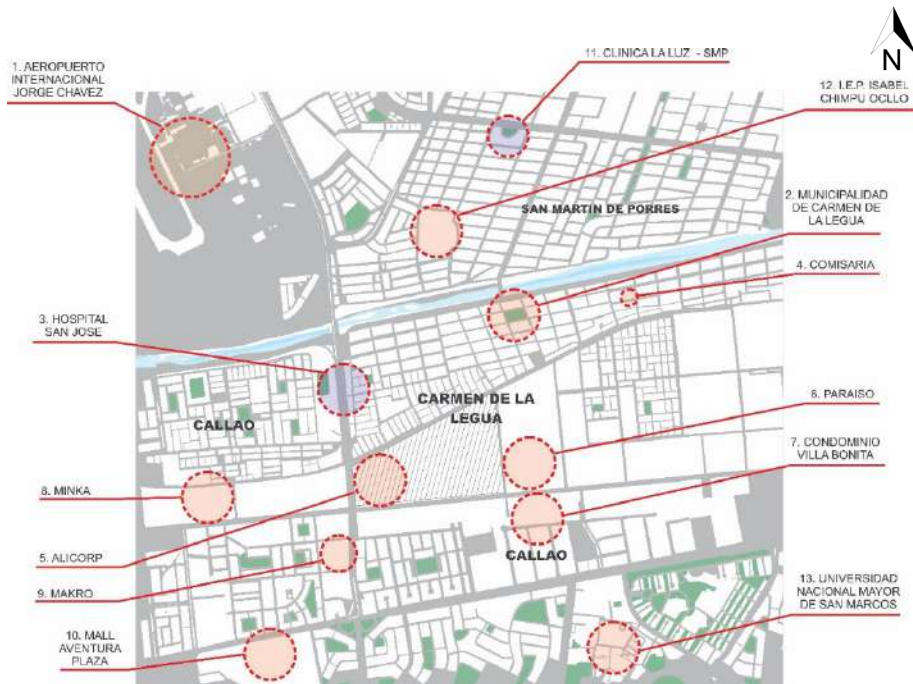 N
1. AEROPUERTO
INTERNACIONAL
JORGE CHAVEZ
11. CLINICA LA LUZ - SMP
12. I.E.P. ISABEL
CHIMPU OCLLO
SAN MARTIN DE PORRES
2. MUNICIPALIDAD
DE CARMEN DE
LA LEGUA
4. COMISARIA
3. HOSPITAL
SAN JOSE
CARMEN DE LA
LEGUA
CALLAO
6. PARAISO
7. CONDOMINIO
VILLA BONITA
8. MINKA
5. ALICORP
CALLAO
9. MAKRO
13. UNIVERSIDAD
NACIONAL MAYOR
DE SAN MARCOS
10. MALL
AVENTURA
PLAZA